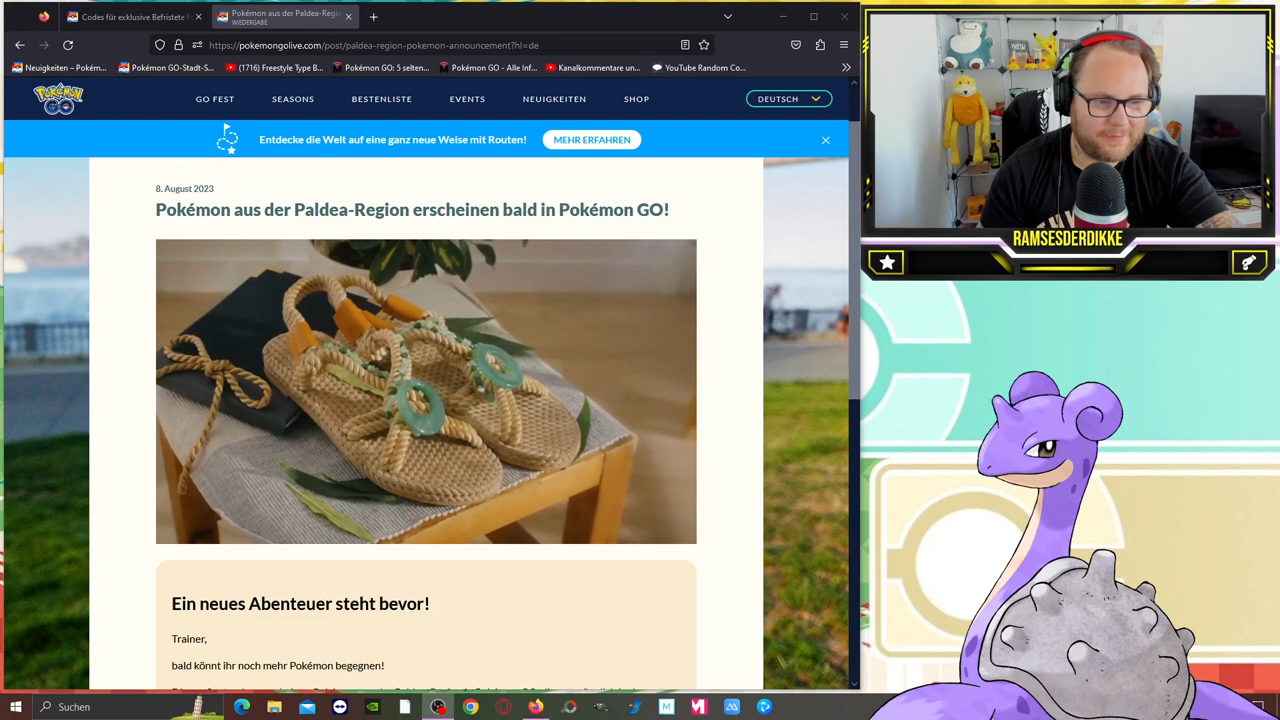 Codes für exklusive Befristete F
Pokémon aus der Paldea-Regi
WIEDERGABE
https://pokemongolive.com/post/paldea-region-pokemon-announcement?hl=de
Neuigkeiten – Pokém...
Pokémon GO-Stadt-S...
(1716) Freestyle Type B...
Pokémon GO: 5 selten...
Pokémon GO - Alle Inf...
Kanalkommentare un...
YouTube Random Co...
POKÉMON GO
GO FEST
SEASONS
BESTENLISTE
EVENTS
NEUIGKEITEN
SHOP
DEUTSCH
Entdecke die Welt auf eine ganz neue Weise mit Routen!
MEHR ERFAHREN
8. August 2023
Pokémon aus der Paldea-Region erscheinen bald in Pokémon GO!
Ein neues Abenteuer steht bevor!
Trainer,
bald könnt ihr noch mehr Pokémon begegnen!
Suchen
RAMSESDERDIKKE